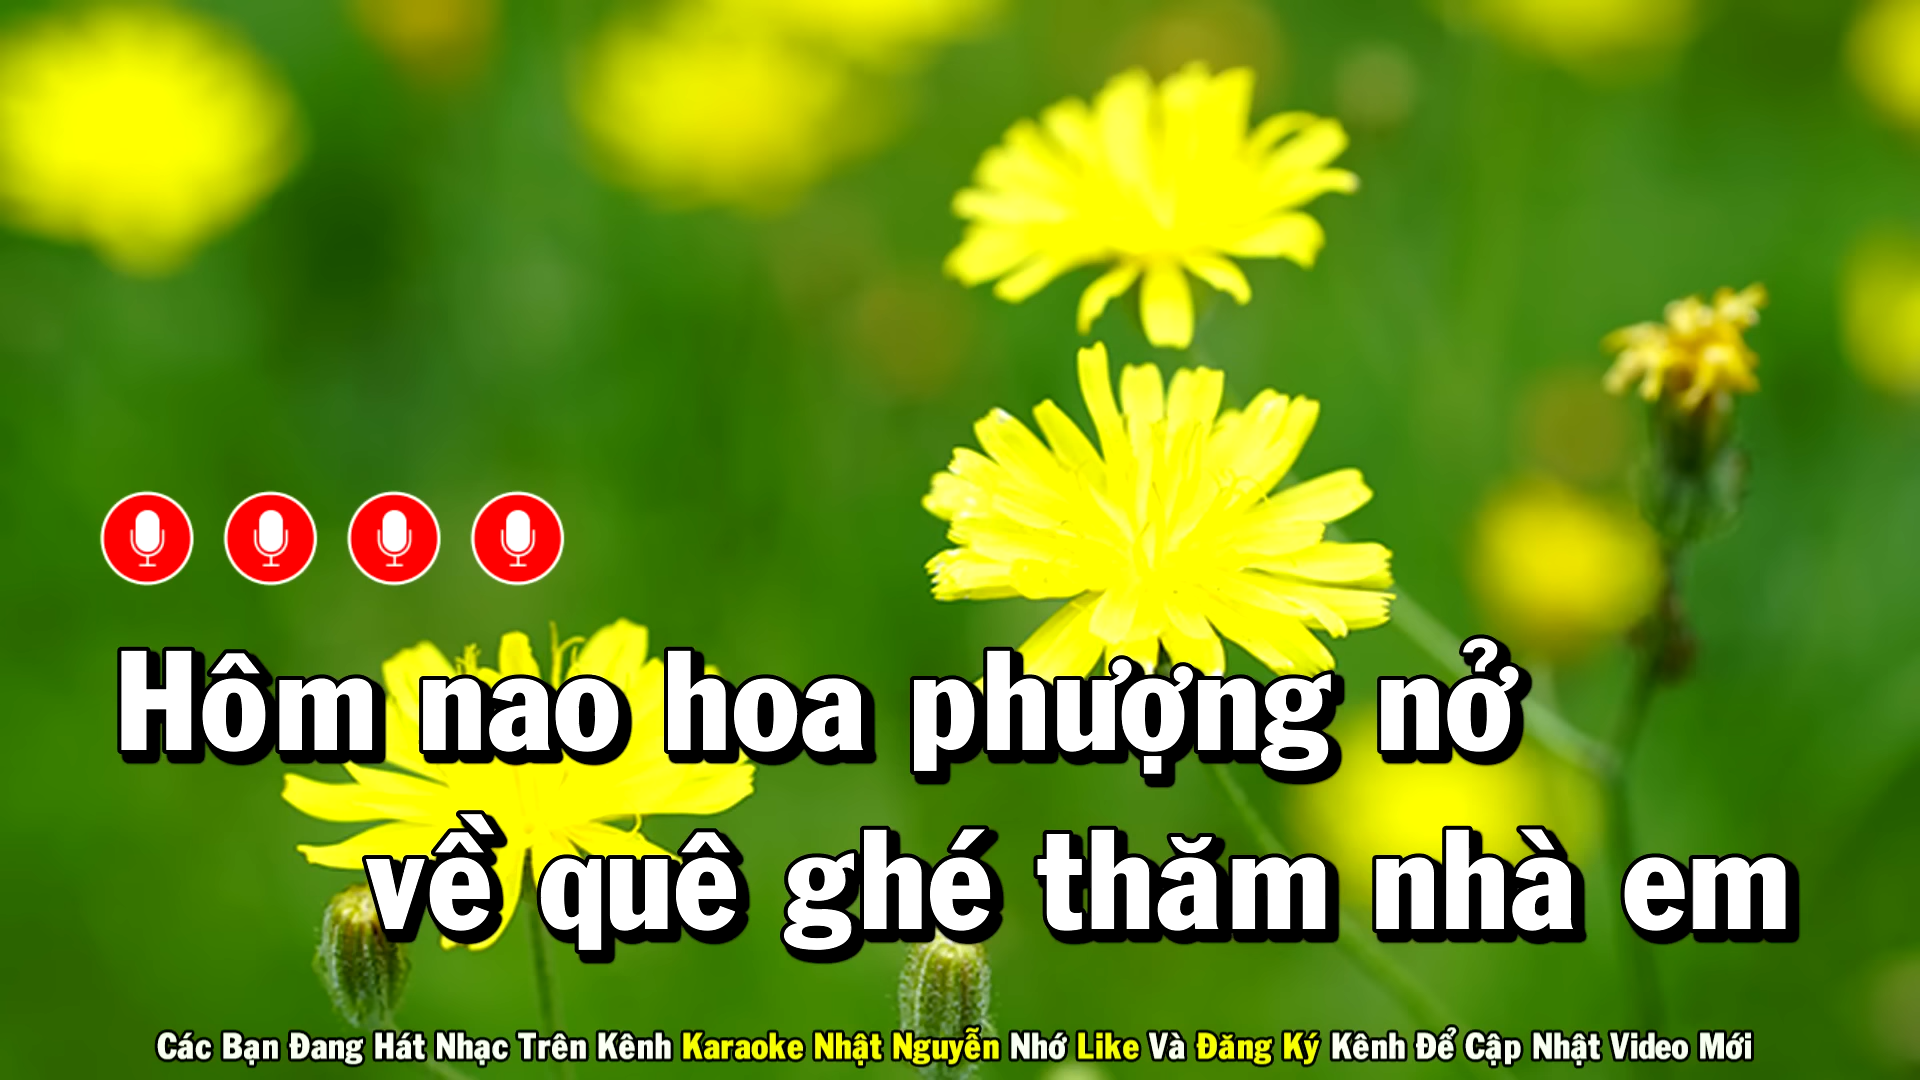 Hôm nao hoa phượng nở
về quê ghé thăm nhà em
Các Bạn Đang Hát Nhạc Trên Kênh Karaoke Nhật Nguyễn Nhớ Like Và Đăng Ký Kênh Để Cập Nhật Video Mới